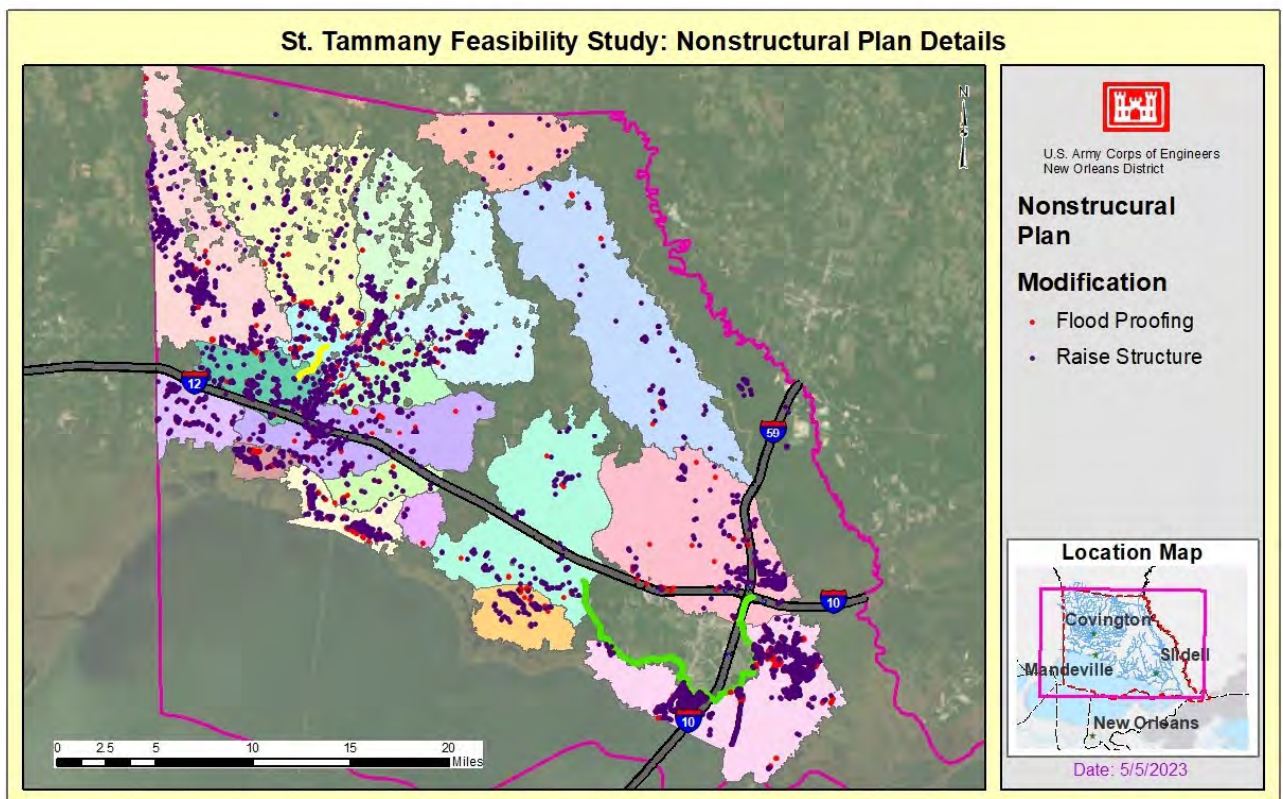 St. Tammany Feasibility Study: Nonstructural Plan Details
N
S
12
59
10
10
0 2.5 5 10 15 20
Miles
U.S. Army Corps of Engineers
New Orleans District
Nonstrucural
Plan
Modification
Flood Proofing
Raise Structure
Location Map
Covington
Slidell
Mandeville
New Orleans
Date: 5/5/2023